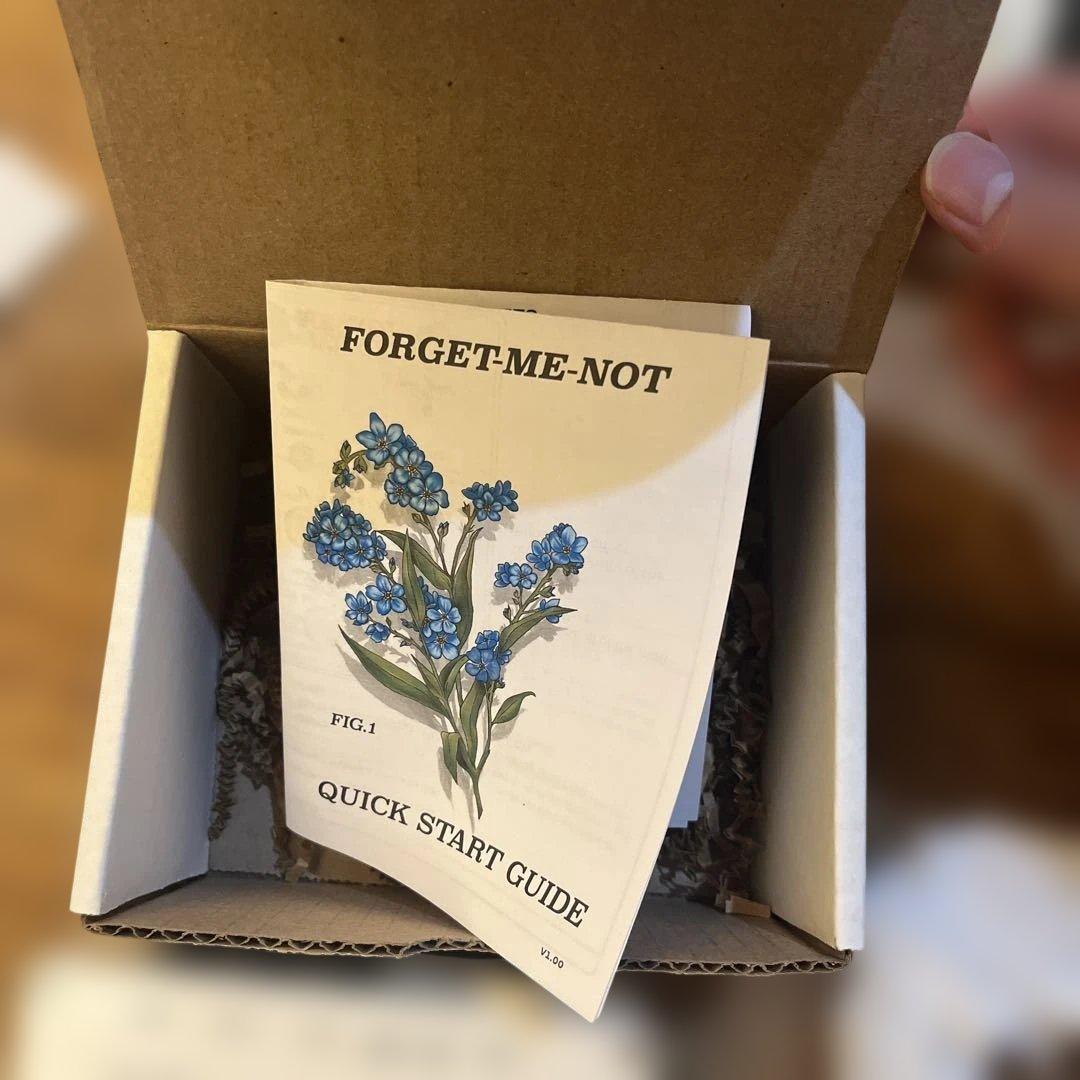 FORGET-ME-NOT
FIG.1
QUICK START GUIDE
V1.00